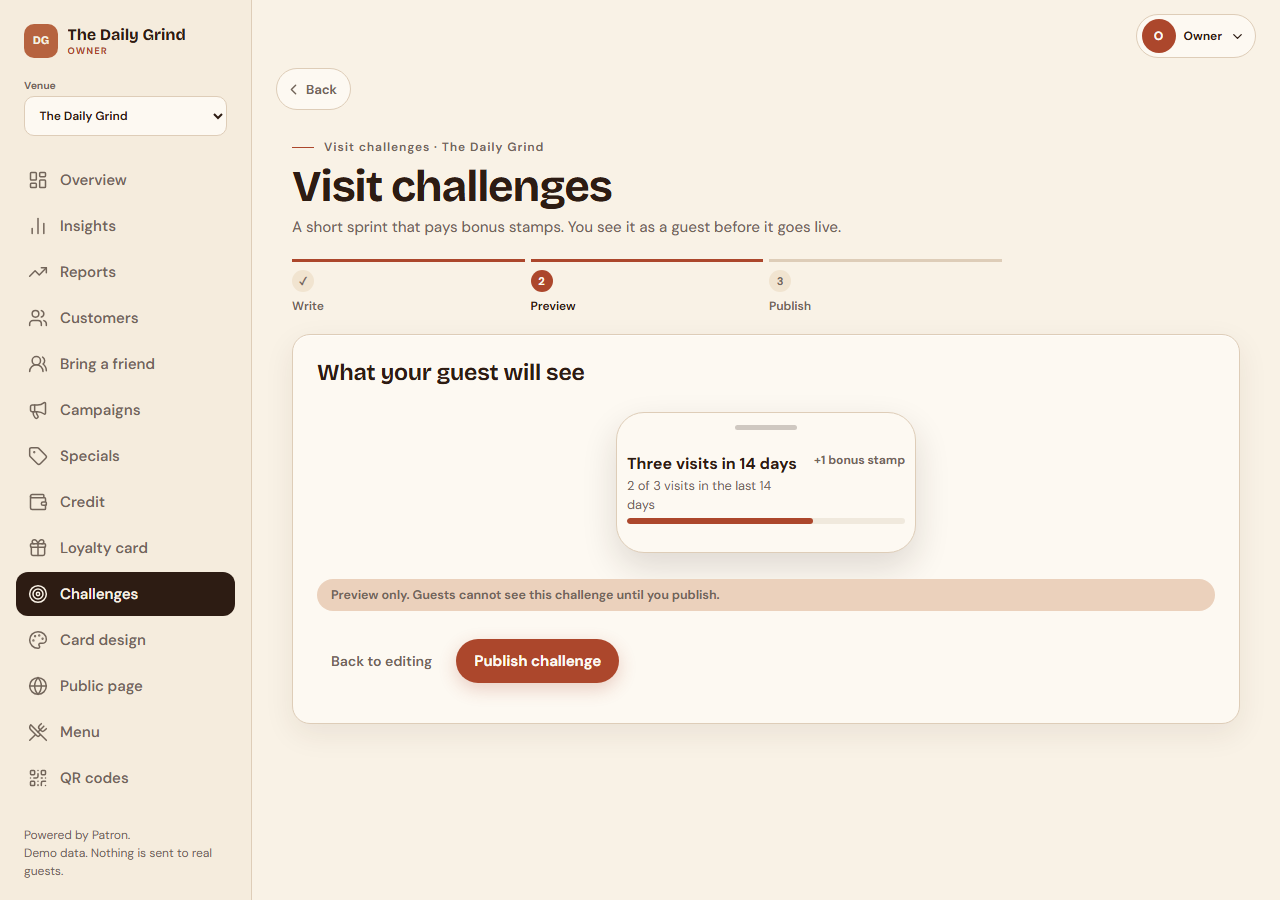 DG
The Daily Grind
OWNER
Venue
The Daily Grind
Overview
Insights
Reports
Customers
Bring a friend
Campaigns
Specials
Credit
Loyalty card
Challenges
Card design
Public page
Menu
QR codes
Powered by Patron.
Demo data. Nothing is sent to real
guests.
O
Owner
Back
Visit challenges · The Daily Grind
Visit challenges
A short sprint that pays bonus stamps. You see it as a guest before it goes live.
✓
Write
2
Preview
3
Publish
What your guest will see
Three visits in 14 days
+1 bonus stamp
2 of 3 visits in the last 14
days
Preview only. Guests cannot see this challenge until you publish.
Back to editing
Publish challenge